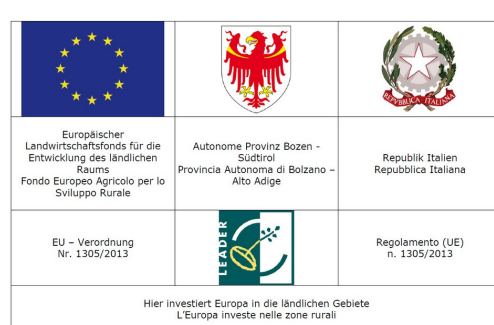 REPVBBLICA ITALIANA
Europäischer
Landwirtschaftsfonds für die
Entwicklung des ländlichen
Raums
Fondo Europeo Agricolo per lo
Sviluppo Rurale
Autonome Provinz Bozen -
Südtirol
Provincia Autonoma di Bolzano –
Alto Adige
Republik Italien
Repubblica Italiana
EU – Verordnung
Nr. 1305/2013
LEADER
Regolamento (UE)
n. 1305/2013
Hier investiert Europa in die ländlichen Gebiete
L'Europa investe nelle zone rurali